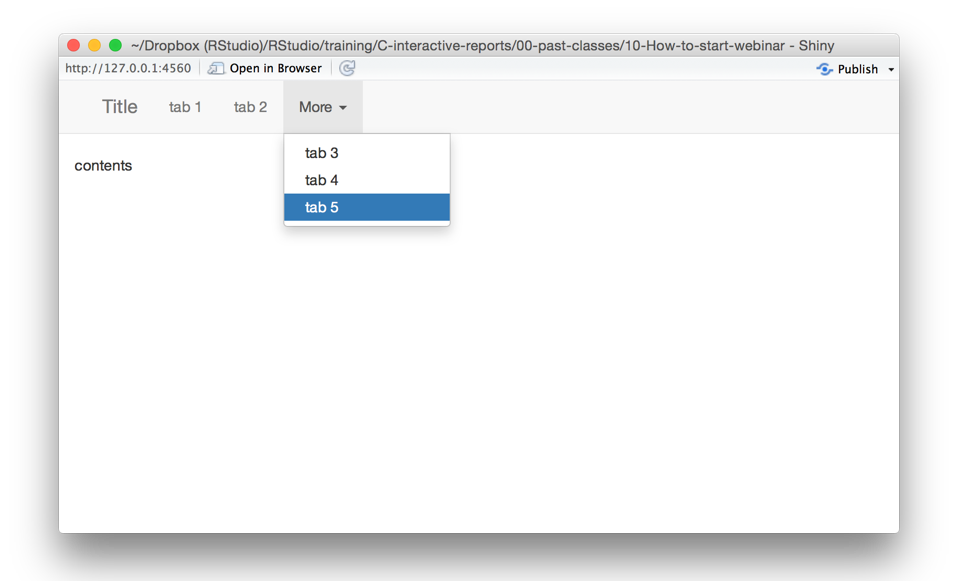 ~/Dropbox (RStudio)/RStudio/training/C-interactive-reports/00-past-classes/10-How-to-start-webinar - Shiny
http://127.0.0.1:4560 Open in Browser Publish
Title tab 1 tab 2 More
contents
tab 3
tab 4
tab 5